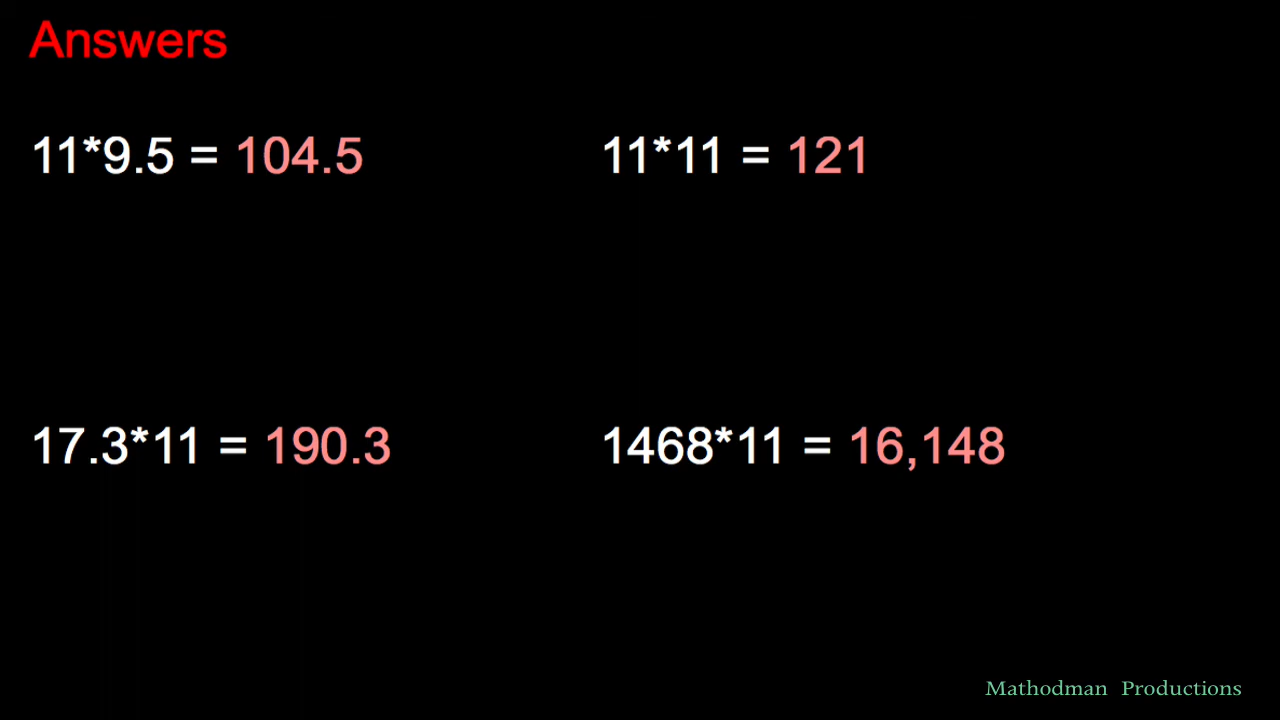 Answers
11*9.5 = 104.5
11*11 = 121
17.3*11 = 190.3
1468*11 = 16,148
Mathodman Productions